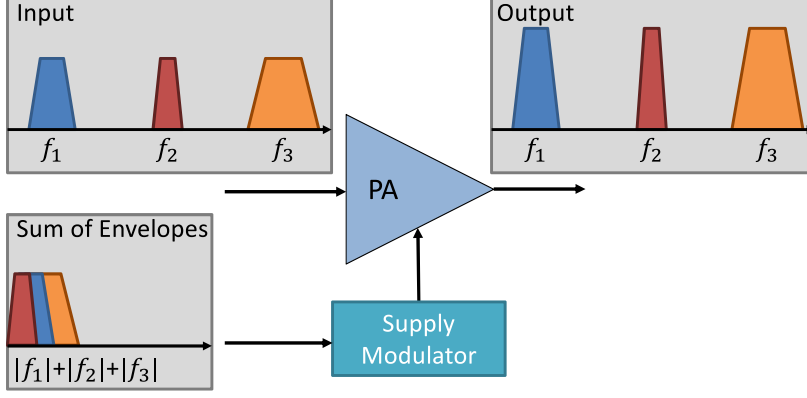 Input
f₁ f₂ f₃
Output
f₁ f₂ f₃
PA
Sum of Envelopes
|f₁|+|f₂|+|f₃|
Supply
Modulator